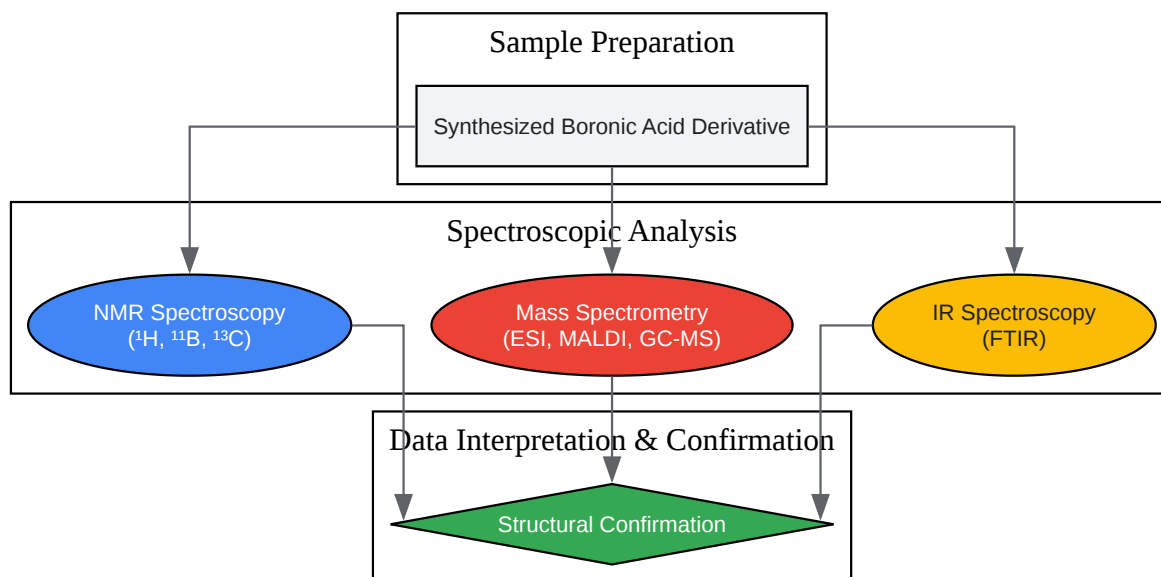 Sample Preparation
Synthesized Boronic Acid Derivative
Spectroscopic Analysis
NMR Spectroscopy
(¹H, ¹¹B, ¹³C)
Mass Spectrometry
(ESI, MALDI, GC-MS)
IR Spectroscopy
(FTIR)
Data Interpretation & Confirmation
Structural Confirmation